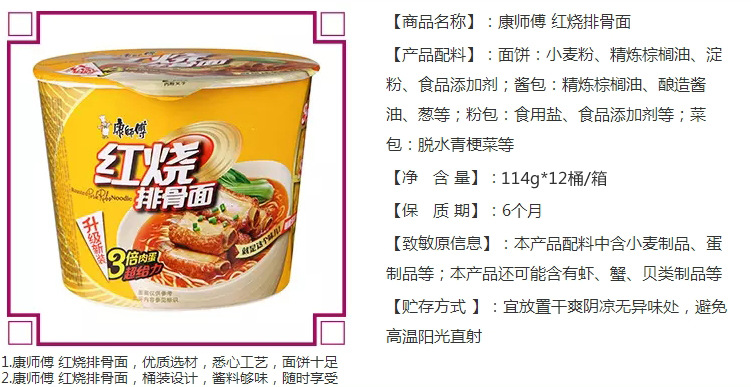 康师傅
红烧
排骨面
升级新装
3倍肉蛋
超给力
就是这个味儿!
1.康师傅 红烧排骨面，优质选材，悉心工艺，面饼十足
2.康师傅 红烧排骨面，桶装设计，酱料够味，随时享受
【商品名称】：康师傅 红烧排骨面
【产品配料】：面饼：小麦粉、精炼棕榈油、淀
粉、食品添加剂；酱包：精炼棕榈油、酿造酱
油、葱等；粉包：食用盐、食品添加剂等；菜
包：脱水青梗菜等
【净 含 量】：114g*12桶/箱
【保 质 期】：6个月
【致敏原信息】：本产品配料中含小麦制品、蛋
制品等；本产品还可能含有虾、蟹、贝类制品等
【贮存方式 】：宜放置干爽阴凉无异味处，避免
高温阳光直射